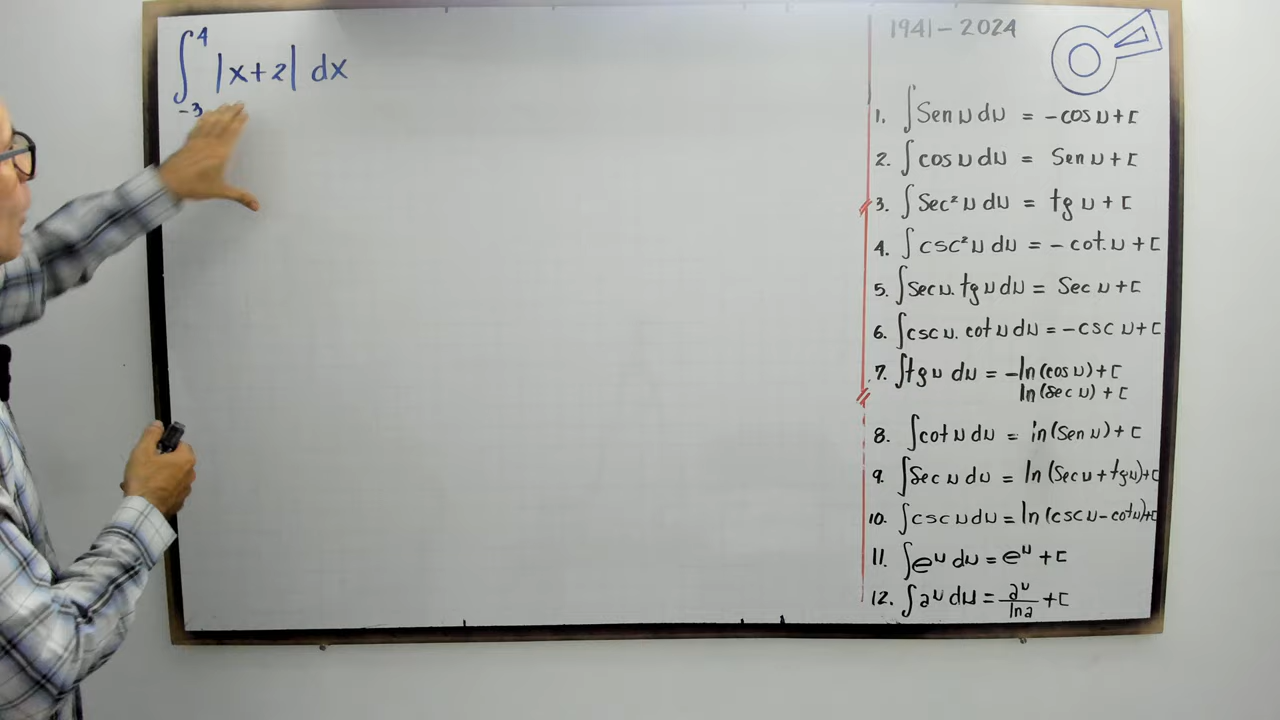 ∫₋₃⁴ |x+2| dx
1941-2024
1. ∫Sen u du = -cos u + C
2. ∫cos u du = Sen u + C
3. ∫Sec² u du = tg u + C
4. ∫csc² u du = -cot. u + C
5. ∫Sec u. tg u du = Sec u + C
6. ∫csc u. cot u du = -csc u + C
7. ∫tg u du = -ln(cos u) + C
ln(Sec u) + C
8. ∫cot u du = in(Sen u) + C
9. ∫Sec u du = ln(Sec u + tg u) + C
10. ∫csc u du = ln(csc u - cot u) + C
11. ∫e^u du = e^u + C
12. ∫a^u du = a^u/ln a + C